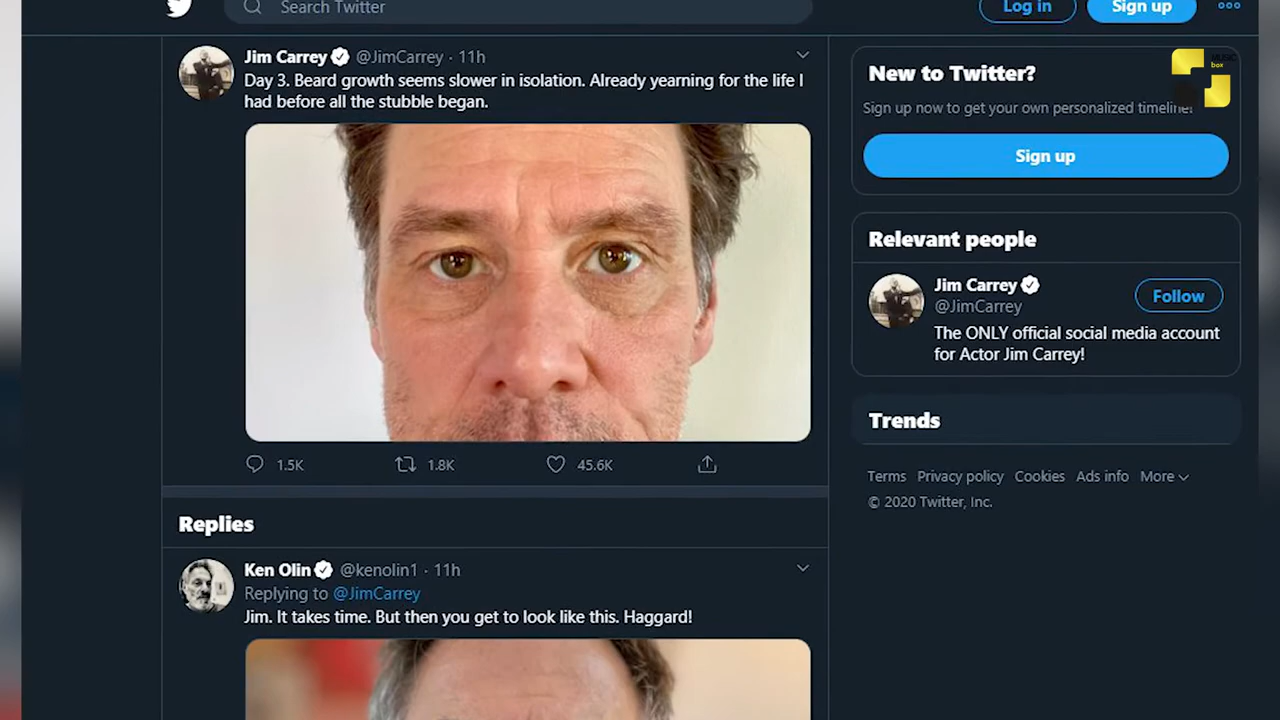 Search Twitter
Log in
Sign up
Jim Carrey @JimCarrey · 11h
Day 3. Beard growth seems slower in isolation. Already yearning for the life I
had before all the stubble began.
1.5K
1.8K
45.6K
Replies
Ken Olin @kenolin1 · 11h
Replying to @JimCarrey
Jim. It takes time. But then you get to look like this. Haggard!
New to Twitter?
Sign up now to get your own personalized timeline!
Sign up
box
Relevant people
Jim Carrey
@JimCarrey
Follow
The ONLY official social media account
for Actor Jim Carrey!
Trends
Terms Privacy policy Cookies Ads info More
© 2020 Twitter, Inc.